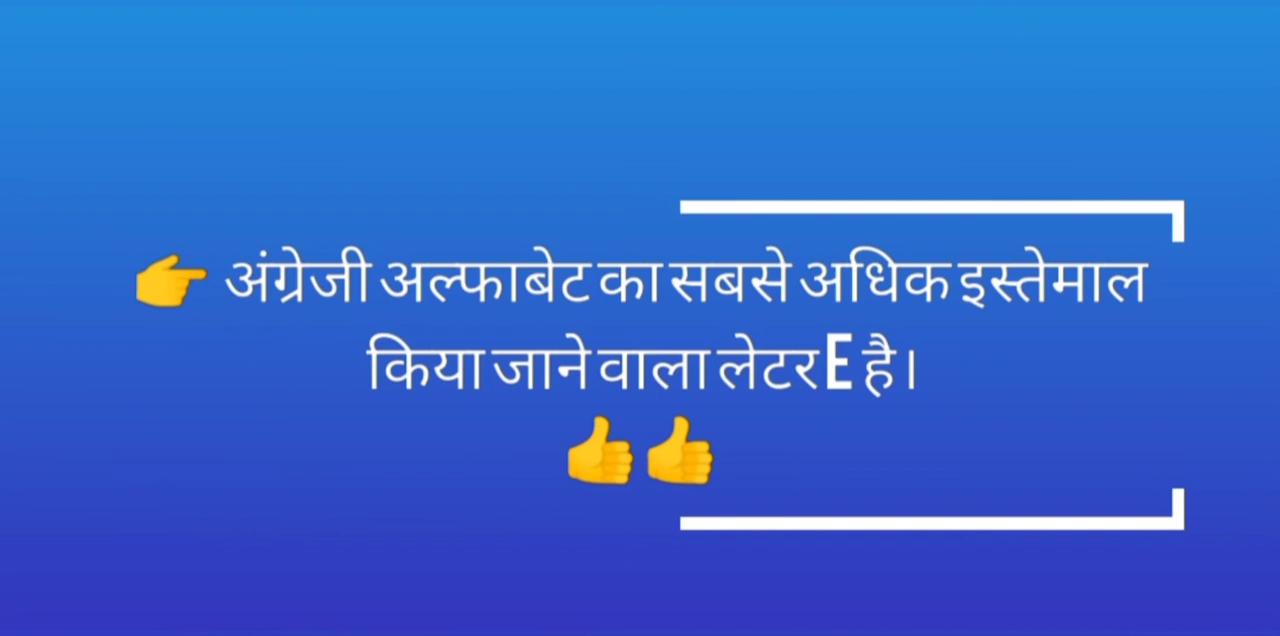 👉 अंग्रेजी अल्फाबेट का सबसे अधिक इस्तेमाल
किया जाने वाला लेटर E है।
👍👍